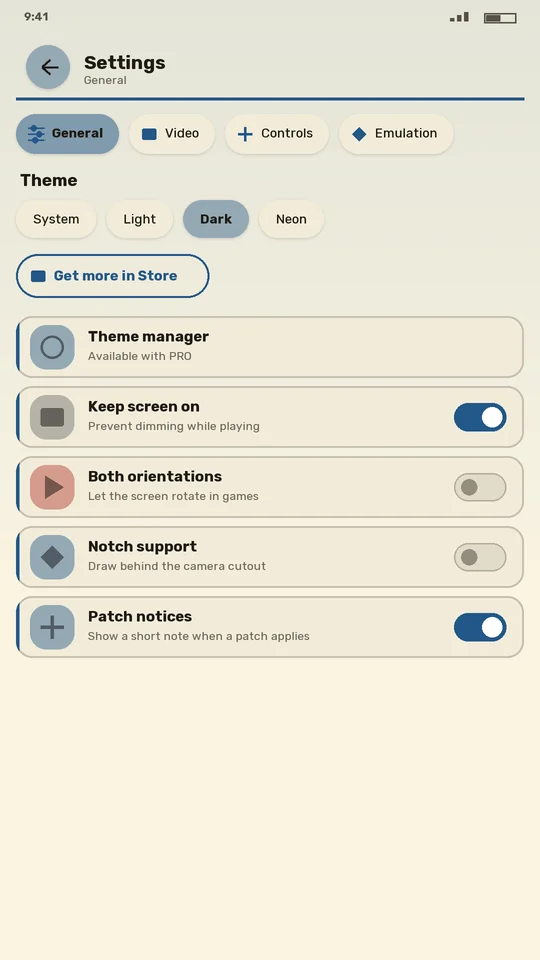 9:41
Settings
General
General
Video
Controls
Emulation
Theme
System
Light
Dark
Neon
Get more in Store
Theme manager
Available with PRO
Keep screen on
Prevent dimming while playing
Both orientations
Let the screen rotate in games
Notch support
Draw behind the camera cutout
Patch notices
Show a short note when a patch applies